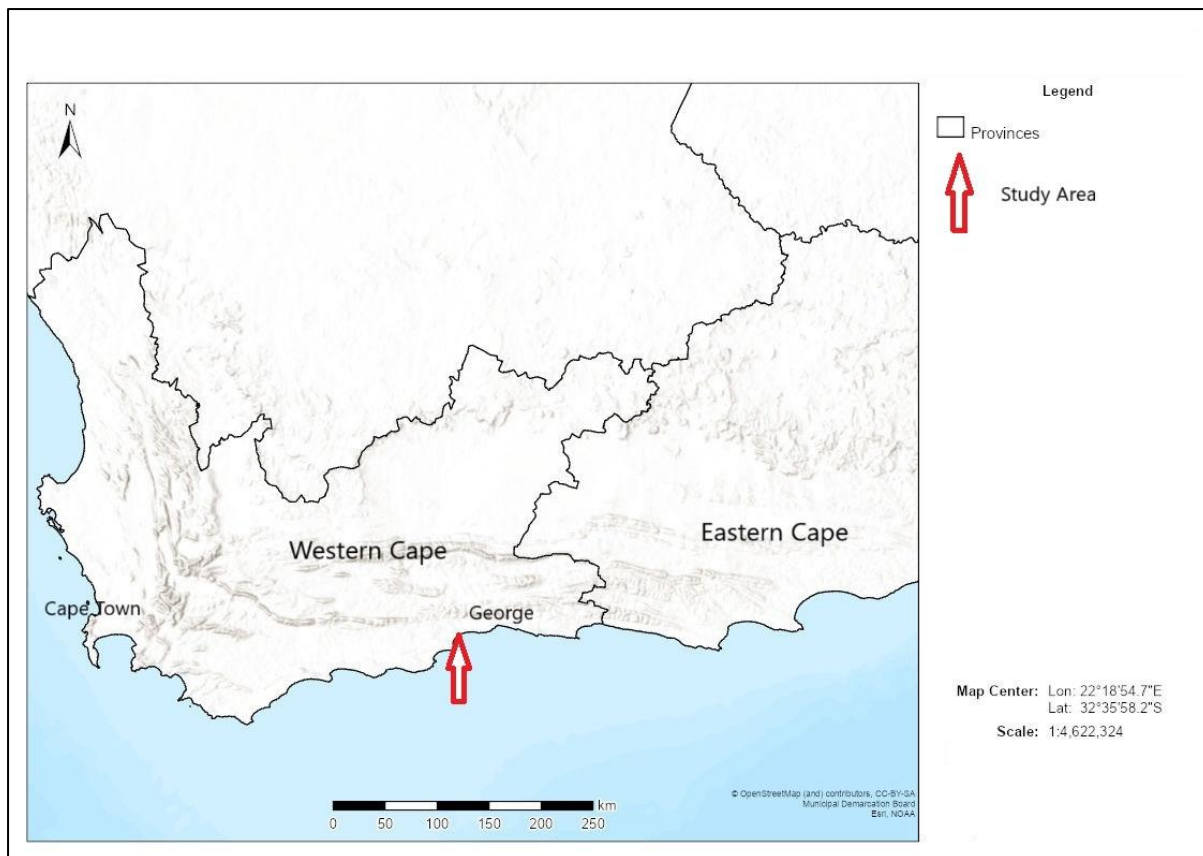 N
Legend
Provinces
Study Area
Western Cape
Eastern Cape
Cape Town
George
Map Center: Lon: 22°18'54.7"E
Lat: 32°35'58.2"S
Scale: 1:4,622,324
© OpenStreetMap (and) contributors, CC-BY-SA
Municipal Demarcation Board
Esri, NOAA
km
0 50 100 150 200 250